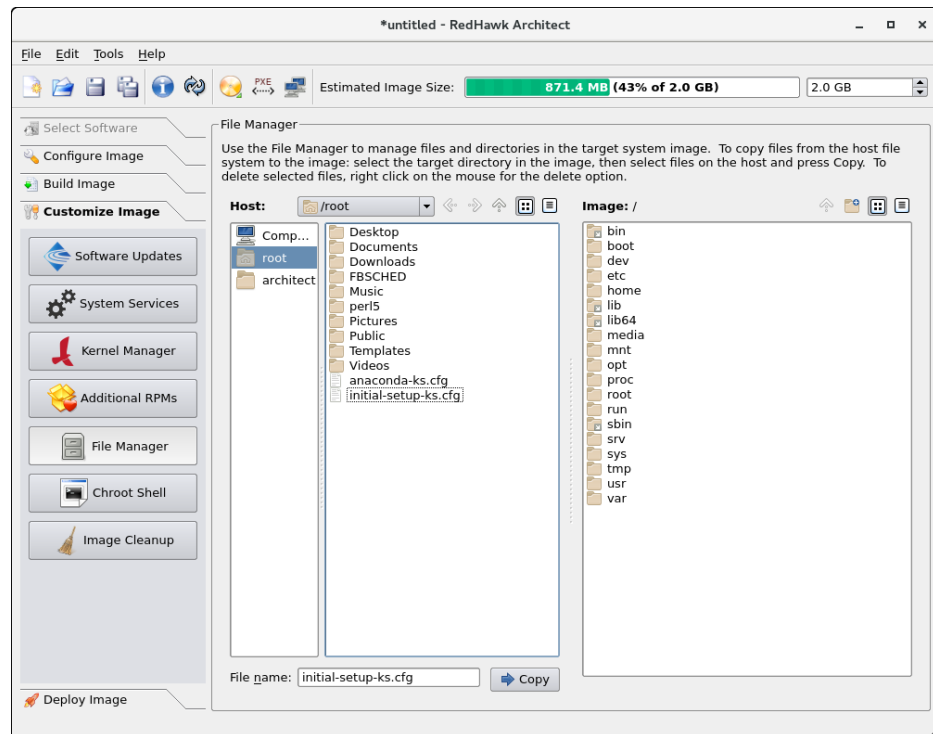 *untitled - RedHawk Architect
File Edit Tools Help
PXE
Estimated Image Size:
871.4 MB (43% of 2.0 GB)
2.0 GB
Select Software
Configure Image
Build Image
Customize Image
Software Updates
System Services
Kernel Manager
Additional RPMs
File Manager
Chroot Shell
Image Cleanup
Deploy Image
File Manager
Use the File Manager to manage files and directories in the target system image. To copy files from the host file
system to the image: select the target directory in the image, then select files on the host and press Copy. To
delete selected files, right click on the mouse for the delete option.
Host:
/root
Comp...
root
architect
Desktop
Documents
Downloads
FBSCHED
Music
perl5
Pictures
Public
Templates
Videos
anaconda-ks.cfg
initial-setup-ks.cfg
File name: initial-setup-ks.cfg
Copy
Image: /
bin
boot
dev
etc
home
lib
lib64
media
mnt
opt
proc
root
run
sbin
srv
sys
tmp
usr
var